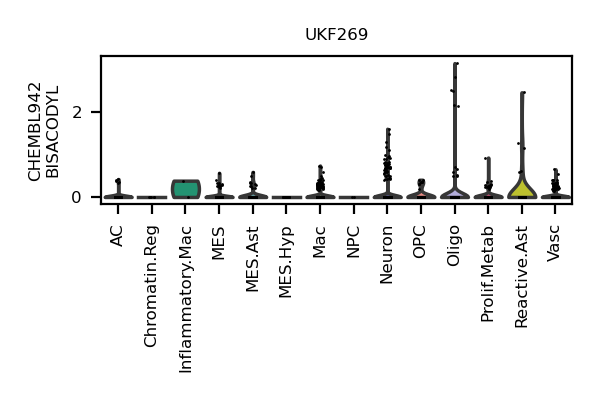 UKF269
CHEMBL942
BISACODYL
2
0
AC
Chromatin.Reg
Inflammatory.Mac
MES
MES.Ast
MES.Hyp
Mac
NPC
Neuron
OPC
Oligo
Prolif.Metab
Reactive.Ast
Vasc